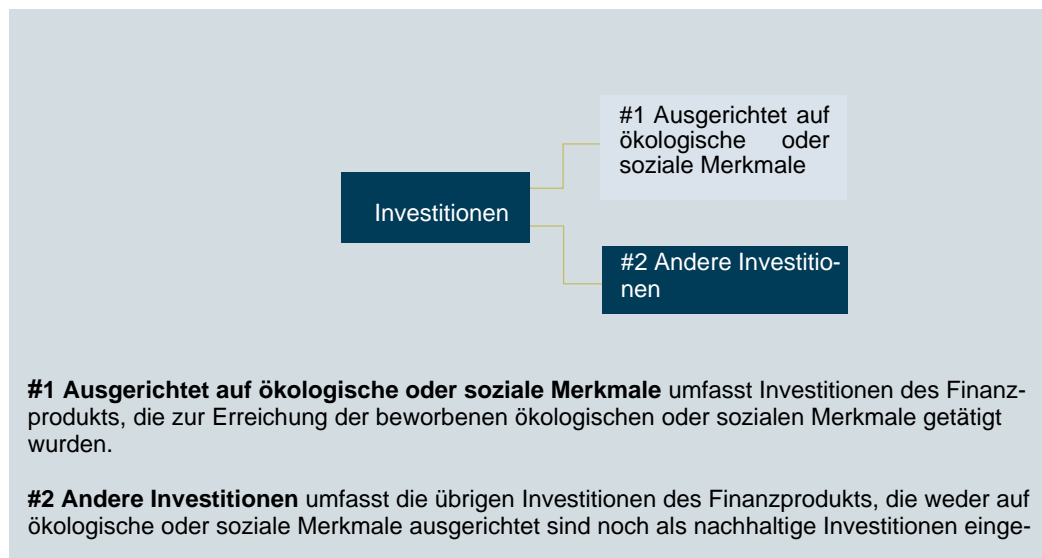 #1 Ausgerichtet auf
ökologische oder
soziale Merkmale
Investitionen
#2 Andere Investitio-
nen
#1 Ausgerichtet auf ökologische oder soziale Merkmale umfasst Investitionen des Finanz-
produkts, die zur Erreichung der beworbenen ökologischen oder sozialen Merkmale getätigt
wurden.
#2 Andere Investitionen umfasst die übrigen Investitionen des Finanzprodukts, die weder auf
ökologische oder soziale Merkmale ausgerichtet sind noch als nachhaltige Investitionen einge-